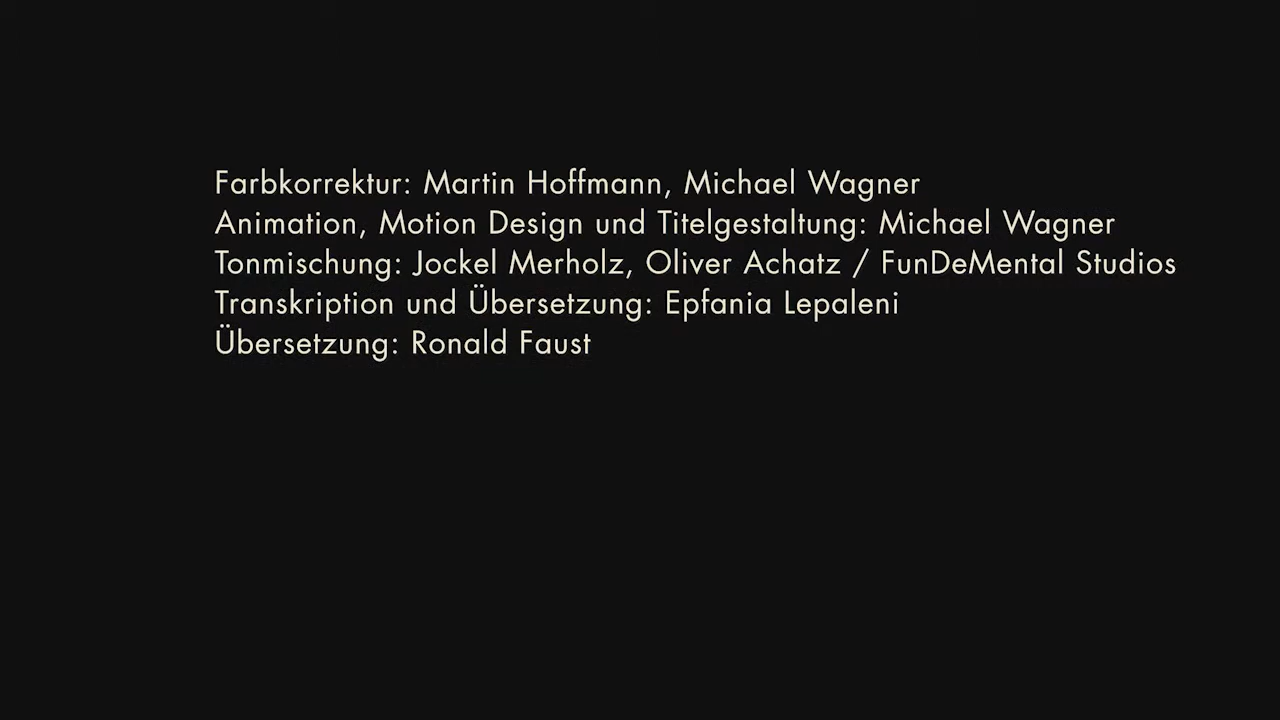 Farbkorrektur: Martin Hoffmann, Michael Wagner
Animation, Motion Design und Titelgestaltung: Michael Wagner
Tonmischung: Jockel Merholz, Oliver Achatz / FunDeMental Studios
Transkription und Übersetzung: Epfania Lepaleni
Übersetzung: Ronald Faust